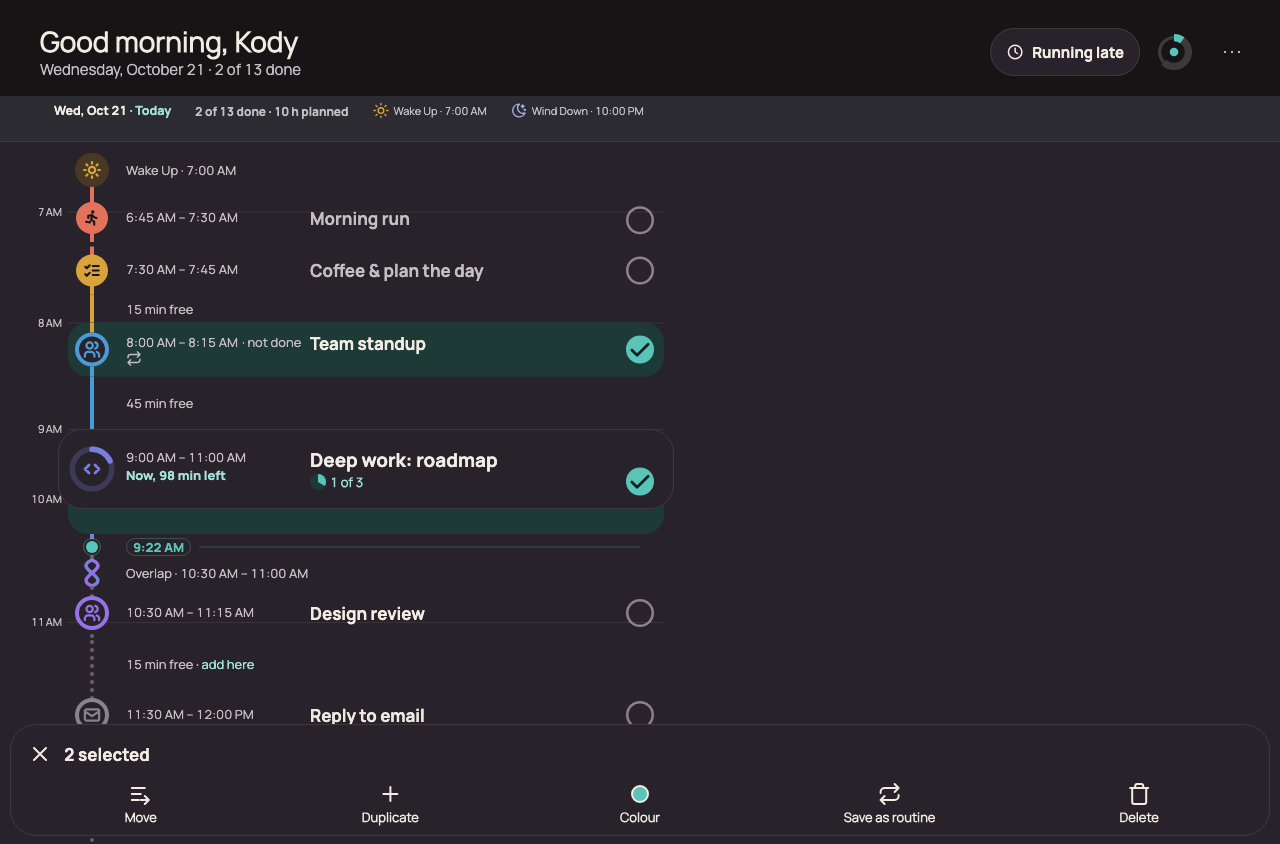 Good morning, Kody
Wednesday, October 21 · 2 of 13 done
Running late
Wed, Oct 21 · Today
2 of 13 done · 10 h planned
Wake Up · 7:00 AM
Wind Down · 10:00 PM
Wake Up · 7:00 AM
7 AM
6:45 AM – 7:30 AM
Morning run
7:30 AM – 7:45 AM
Coffee & plan the day
15 min free
8 AM
8:00 AM – 8:15 AM · not done
Team standup
45 min free
9 AM
9:00 AM – 11:00 AM
Deep work: roadmap
Now, 98 min left
1 of 3
10 AM
9:22 AM
Overlap · 10:30 AM – 11:00 AM
10:30 AM – 11:15 AM
Design review
11 AM
15 min free · add here
11:30 AM – 12:00 PM
Reply to email
2 selected
Move
Duplicate
Colour
Save as routine
Delete